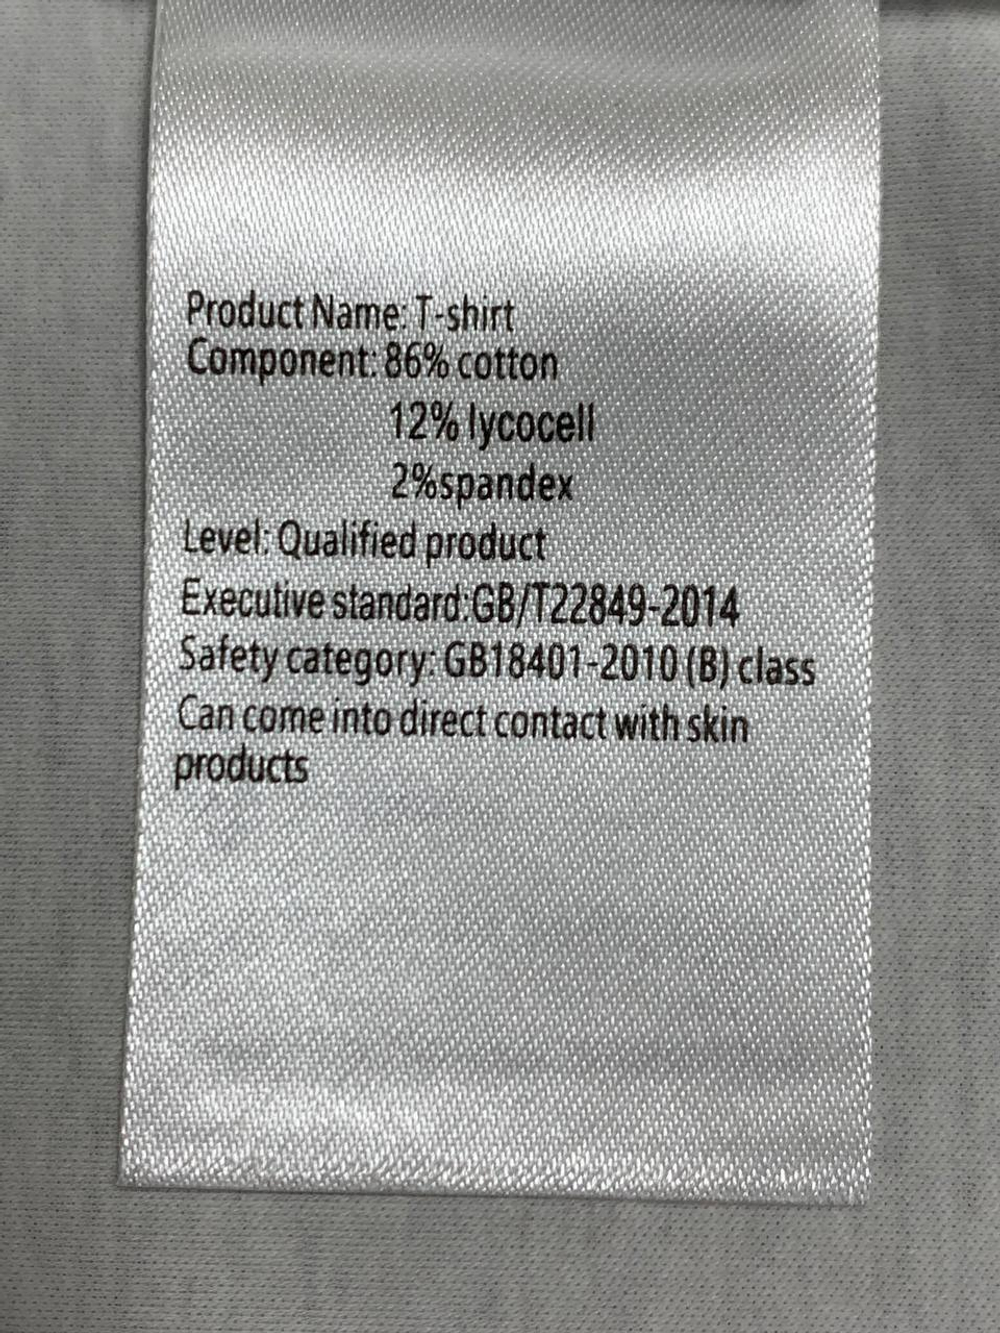 Product Name: T-shirt
Component: 86% cotton
12% lycocell
2%spandex
Level: Qualified product
Executive standard:GB/T22849-2014
Safety category: GB18401-2010 (B) class
Can come into direct contact with skin
products